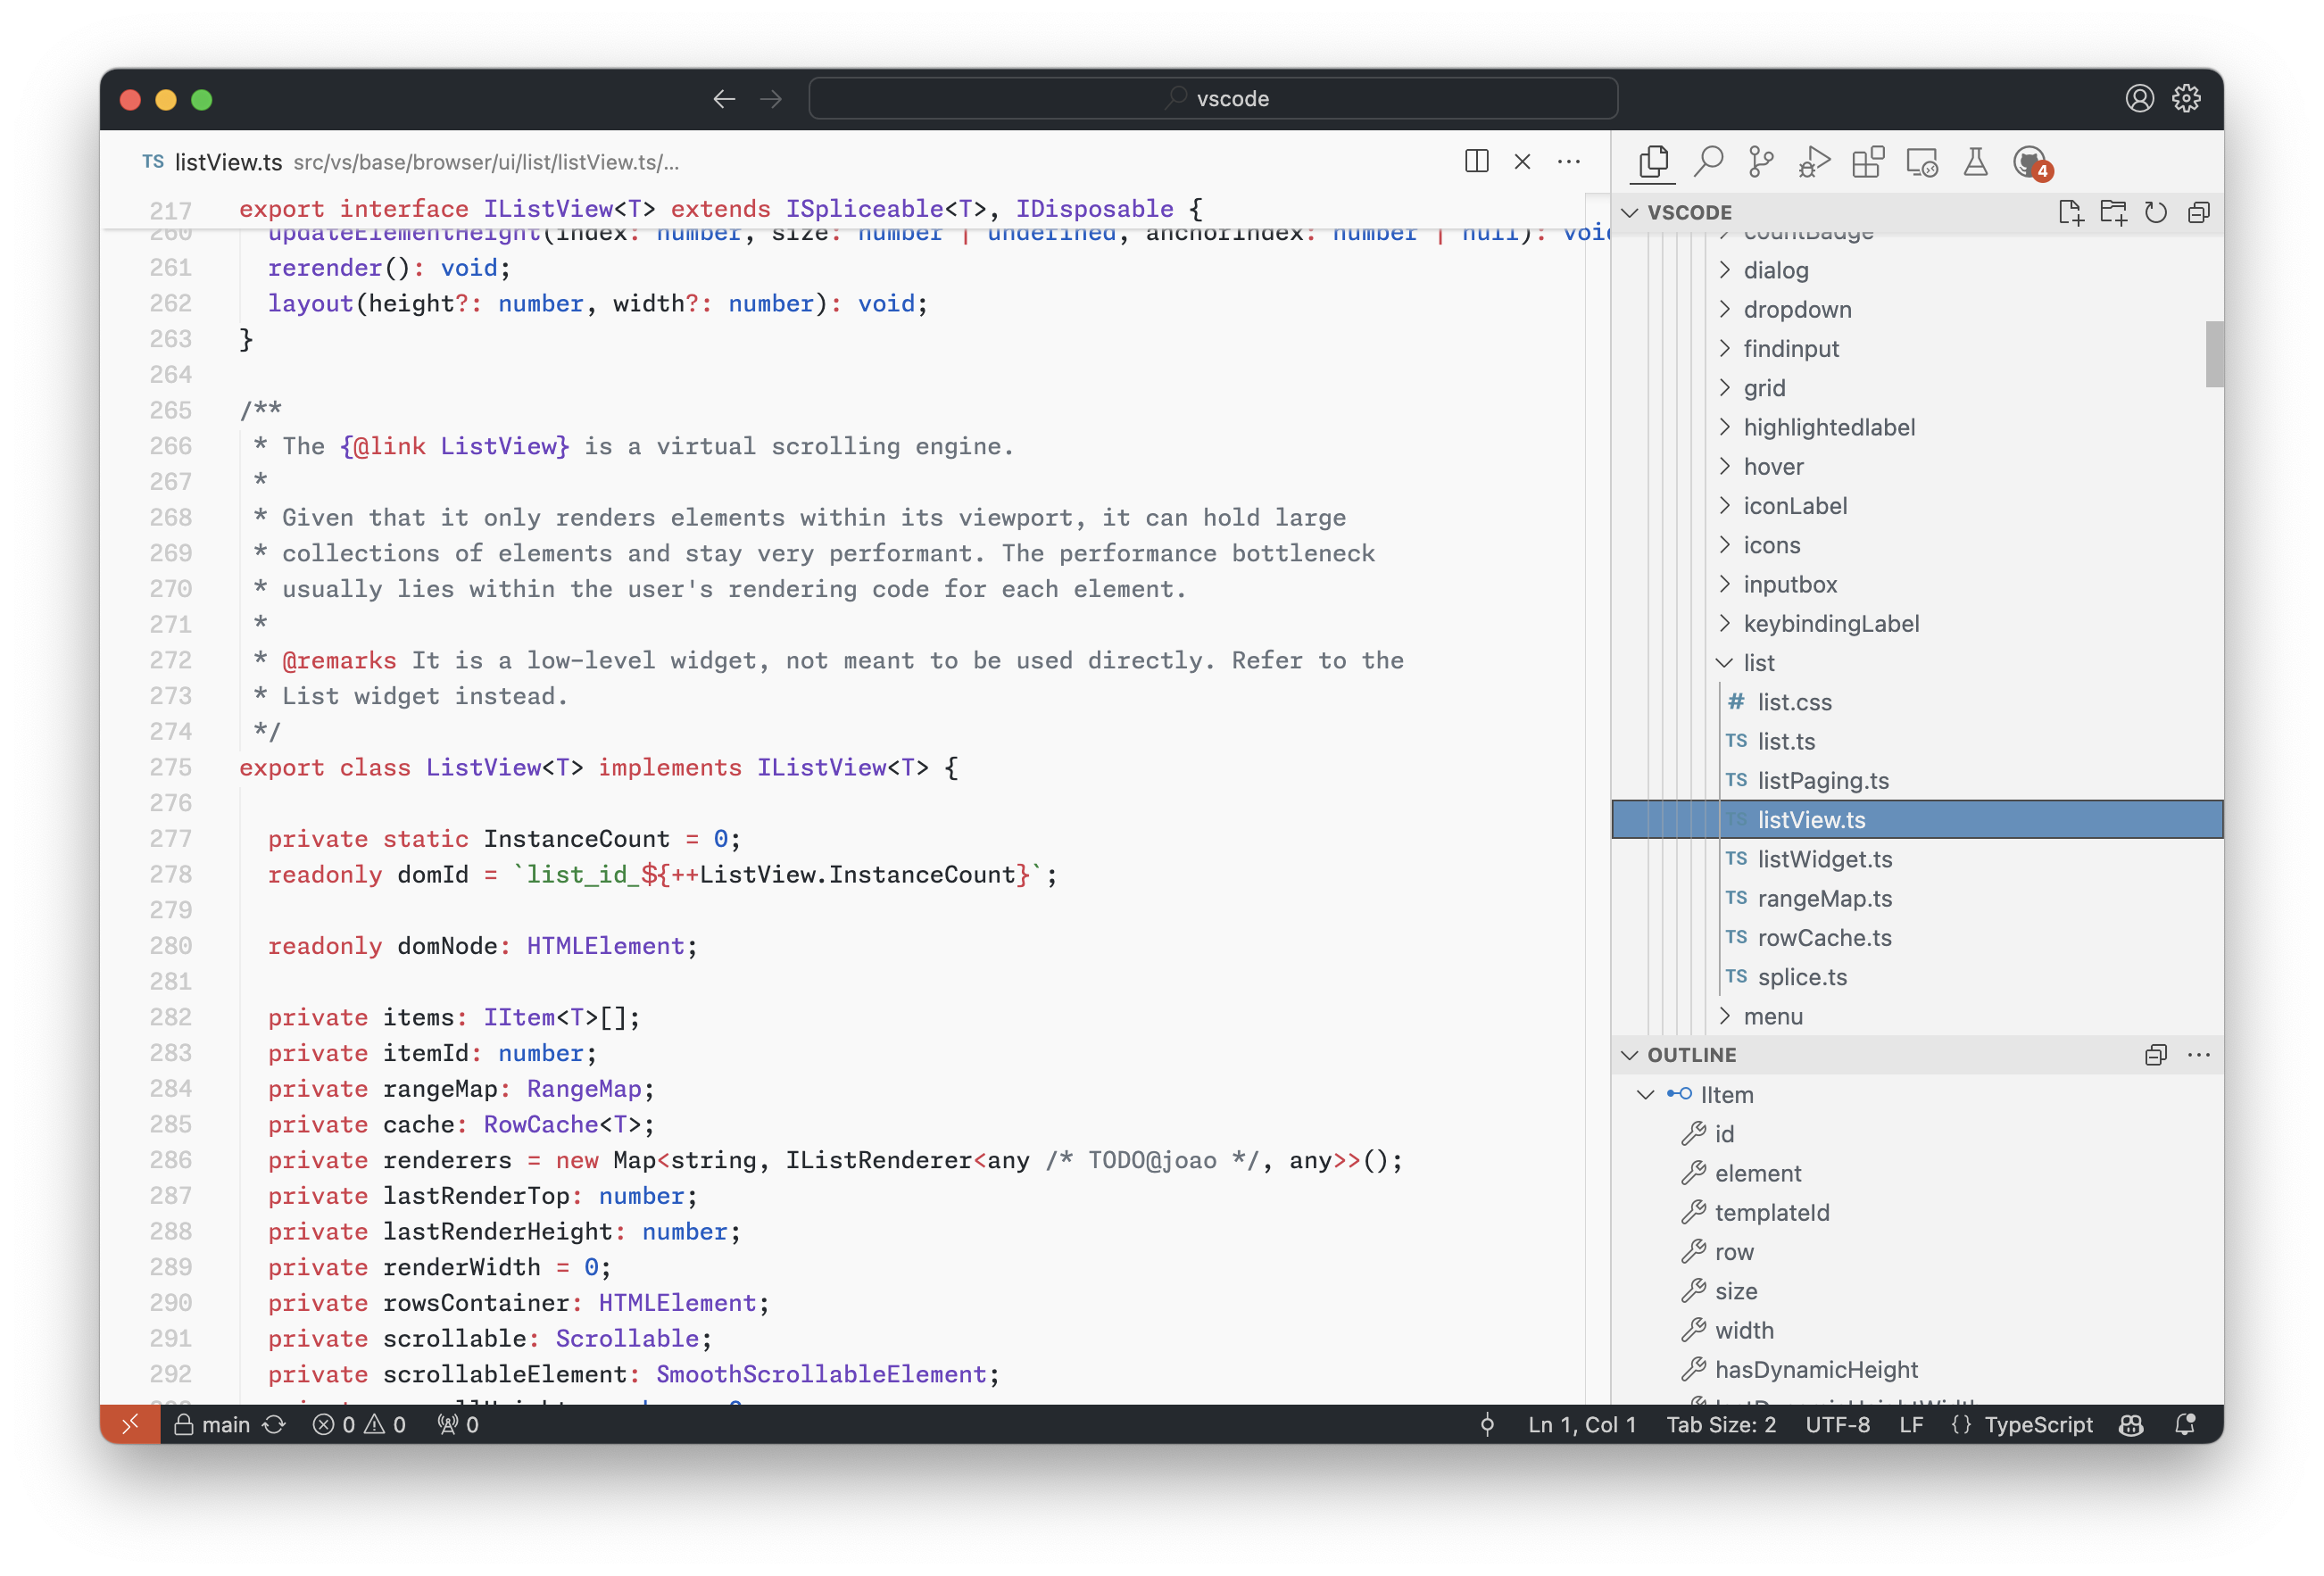 vscode
TS listView.ts src/vs/base/browser/ui/list/listView.ts/...
217 export interface IListView<T> extends ISpliceable<T>, IDisposable {
260 updateElementHeight(index: number, size: number | undefined, anchorIndex: number | null): void
261 rerender(): void;
262 layout(height?: number, width?: number): void;
263 }
264
265 /**
266 * The {@link ListView} is a virtual scrolling engine.
267 *
268 * Given that it only renders elements within its viewport, it can hold large
269 * collections of elements and stay very performant. The performance bottleneck
270 * usually lies within the user's rendering code for each element.
271 *
272 * @remarks It is a low-level widget, not meant to be used directly. Refer to the
273 * List widget instead.
274 */
275 export class ListView<T> implements IListView<T> {
276
277 private static InstanceCount = 0;
278 readonly domId = `list_id_${++ListView.InstanceCount}`;
279
280 readonly domNode: HTMLElement;
281
282 private items: IItem<T>[];
283 private itemId: number;
284 private rangeMap: RangeMap;
285 private cache: RowCache<T>;
286 private renderers = new Map<string, IListRenderer<any /* TODO@joao */, any>>();
287 private lastRenderTop: number;
288 private lastRenderHeight: number;
289 private renderWidth = 0;
290 private rowsContainer: HTMLElement;
291 private scrollable: Scrollable;
292 private scrollableElement: SmoothScrollableElement;
4
VSCODE
countBadge
dialog
dropdown
findinput
grid
highlightedlabel
hover
iconLabel
icons
inputbox
keybindingLabel
list
# list.css
TS list.ts
TS listPaging.ts
TS listView.ts
TS listWidget.ts
TS rangeMap.ts
TS rowCache.ts
TS splice.ts
menu
OUTLINE
IItem
id
element
templateId
row
size
width
hasDynamicHeight
main 0 0 0
Ln 1, Col 1 Tab Size: 2 UTF-8 LF {} TypeScript